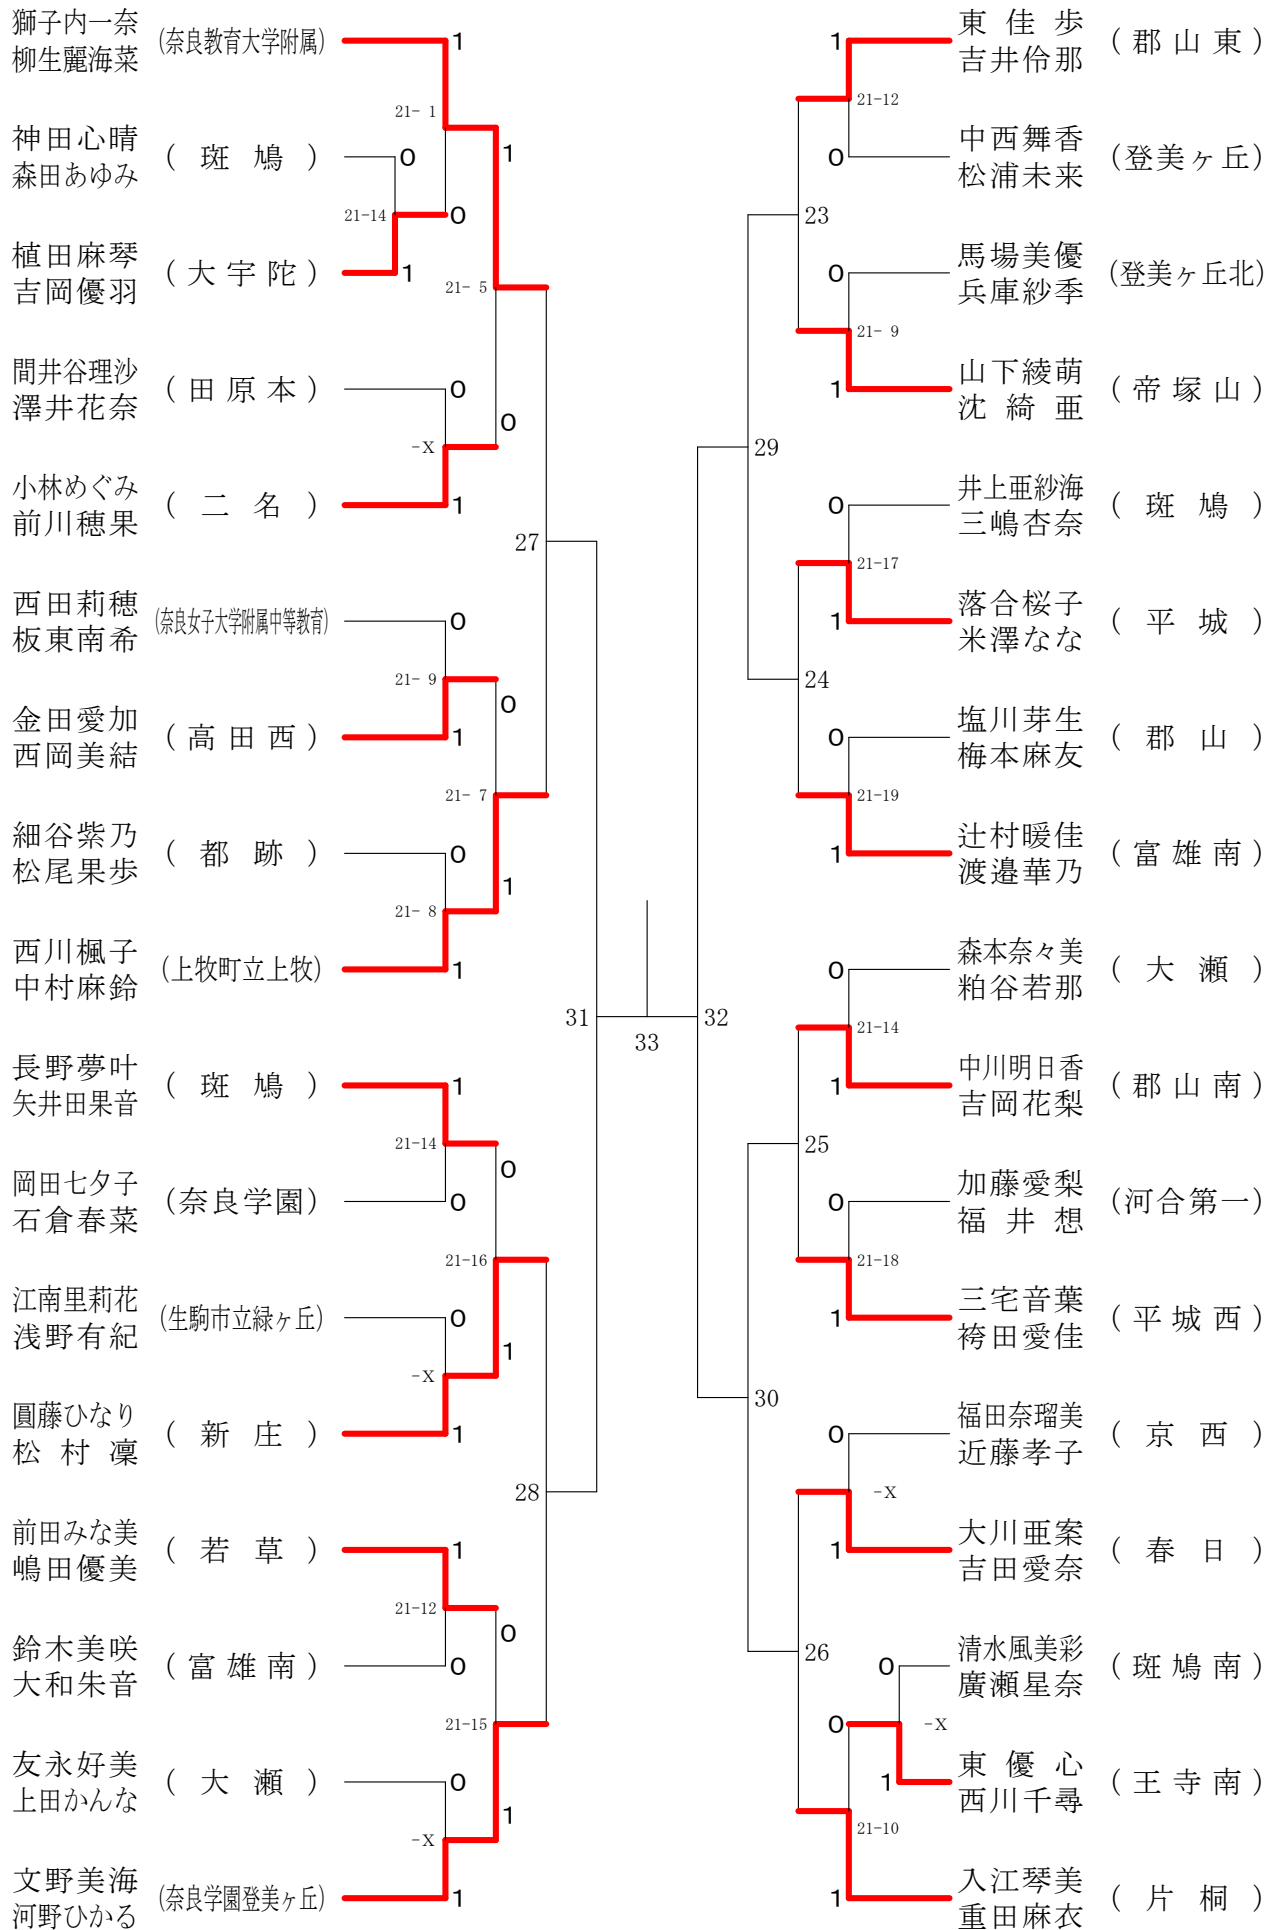 獅子内一奈
柳生麗海菜
(奈良教育大学附属)
1
21- 1
神田心晴
森田あゆみ
(斑鳩)
0
1
21-14
0
植田麻琴
吉岡優羽
(大宇陀)
1
21- 5
間井谷理沙
澤井花奈
(田原本)
0
0
-X
小林めぐみ
前川穂果
(二名)
1
27
西田莉穂
板東南希
(奈良女子大学附属中等教育)
0
21- 9
0
金田愛加
西岡美結
(高田西)
1
21- 7
細谷紫乃
松尾果歩
(都跡)
0
1
21- 8
西川楓子
中村麻鈴
(上牧町立上牧)
1
31
33
長野夢叶
矢井田果音
(斑鳩)
1
21-14
0
岡田七夕子
石倉春菜
(奈良学園)
0
21-16
江南里莉花
浅野有紀
(生駒市立緑ヶ丘)
0
1
-X
圓藤ひなり
松村凜
(新庄)
1
28
前田みな美
嶋田優美
(若草)
1
21-12
0
鈴木美咲
大和朱音
(富雄南)
0
21-15
友永好美
上田かんな
(大瀬)
0
1
-X
文野美海
河野ひかる
(奈良学園登美ヶ丘)
1
1
東佳歩
吉井伶那
(郡山東)
21-12
0
中西舞香
松浦未来
(登美ヶ丘)
23
0
馬場美優
兵庫紗季
(登美ヶ丘北)
21- 9
1
山下綾萌
沈綺亜
(帝塚山)
29
0
井上亜紗海
三嶋杏奈
(斑鳩)
21-17
1
落合桜子
米澤なな
(平城)
24
0
塩川芽生
梅本麻友
(郡山)
21-19
1
辻村暖佳
渡邉華乃
(富雄南)
32
0
森本奈々美
粕谷若那
(大瀬)
21-14
1
中川明日香
吉岡花梨
(郡山南)
25
0
加藤愛梨
福井想
(河合第一)
21-18
1
三宅音葉
袴田愛佳
(平城西)
30
0
福田奈瑠美
近藤孝子
(京西)
-X
1
大川亜案
吉田愛奈
(春日)
26
0
清水風美彩
廣瀬星奈
(斑鳩南)
0
-X
1
東優心
西川千尋
(王寺南)
21-10
1
入江琴美
重田麻衣
(片桐)